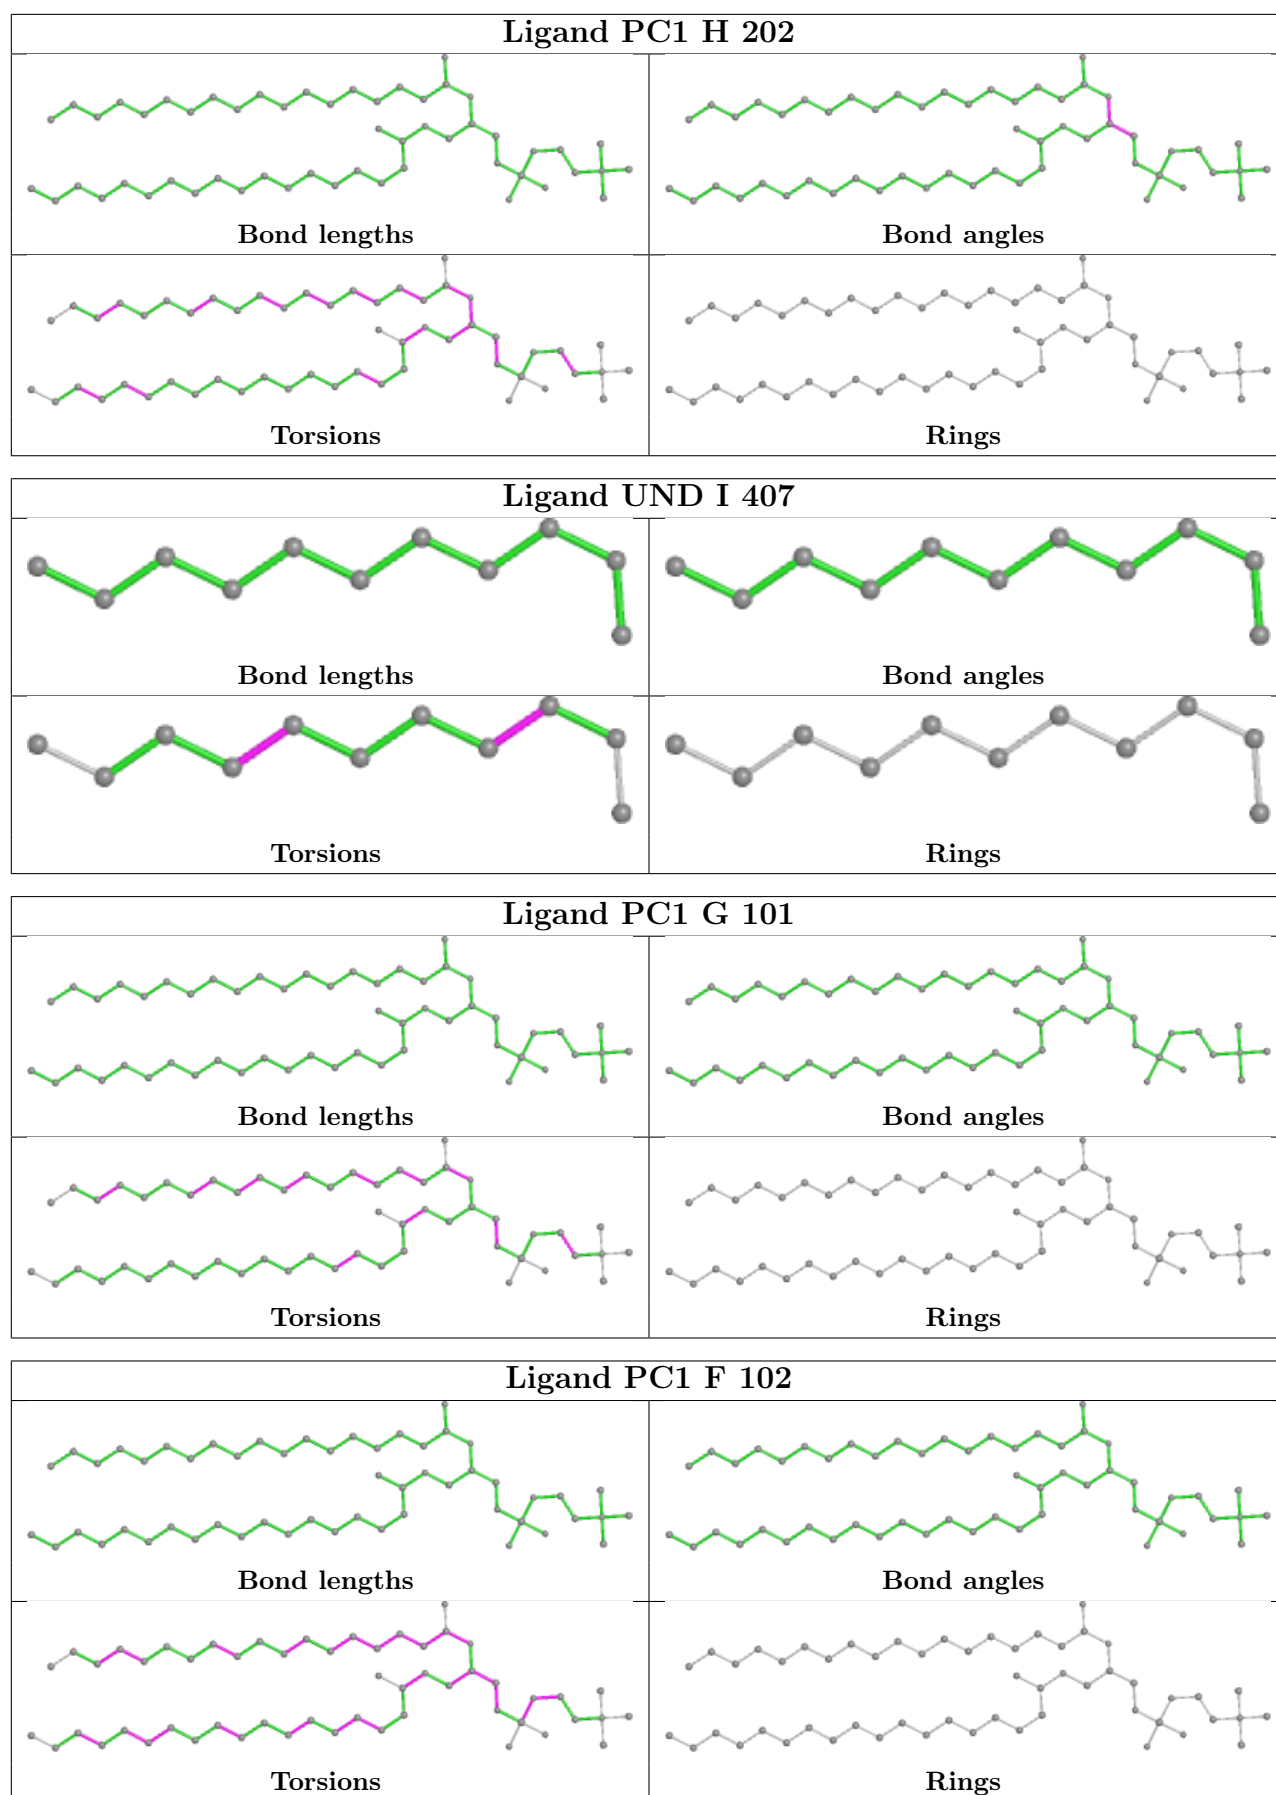 Ligand PC1 H 202
Bond lengths
Bond angles
Torsions
Rings
Ligand UND I 407
Bond lengths
Bond angles
Torsions
Rings
Ligand PC1 G 101
Bond lengths
Bond angles
Torsions
Rings
Ligand PC1 F 102
Bond lengths
Bond angles
Torsions
Rings